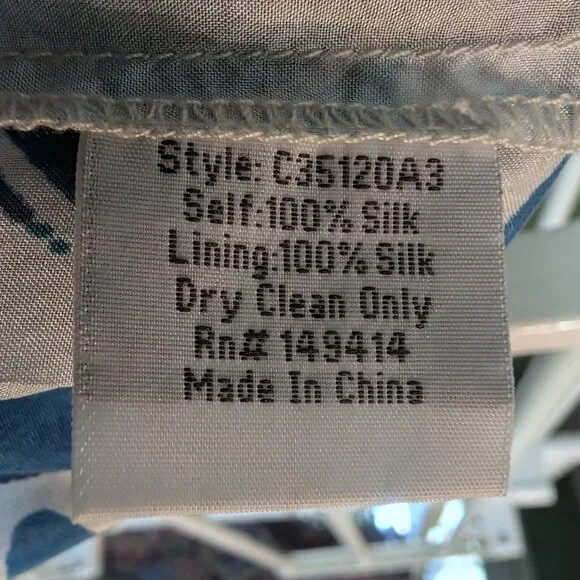 Style: C35120A3
Self:100% Silk
Lining:100% Silk
Dry Clean Only
Rn# 149414
Made In China